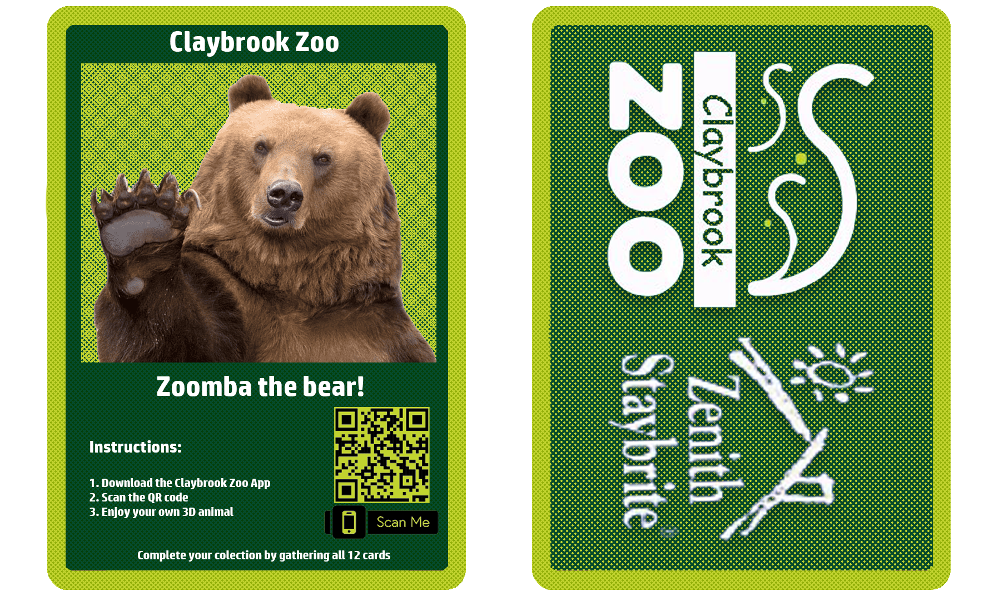 Claybrook Zoo
Zoomba the bear!
Instructions:
1. Download the Claybrook Zoo App
2. Scan the QR code
3. Enjoy your own 3D animal
Scan Me
Complete your colection by gathering all 12 cards
Claybrook
ZOO
Zenith
Staybrite